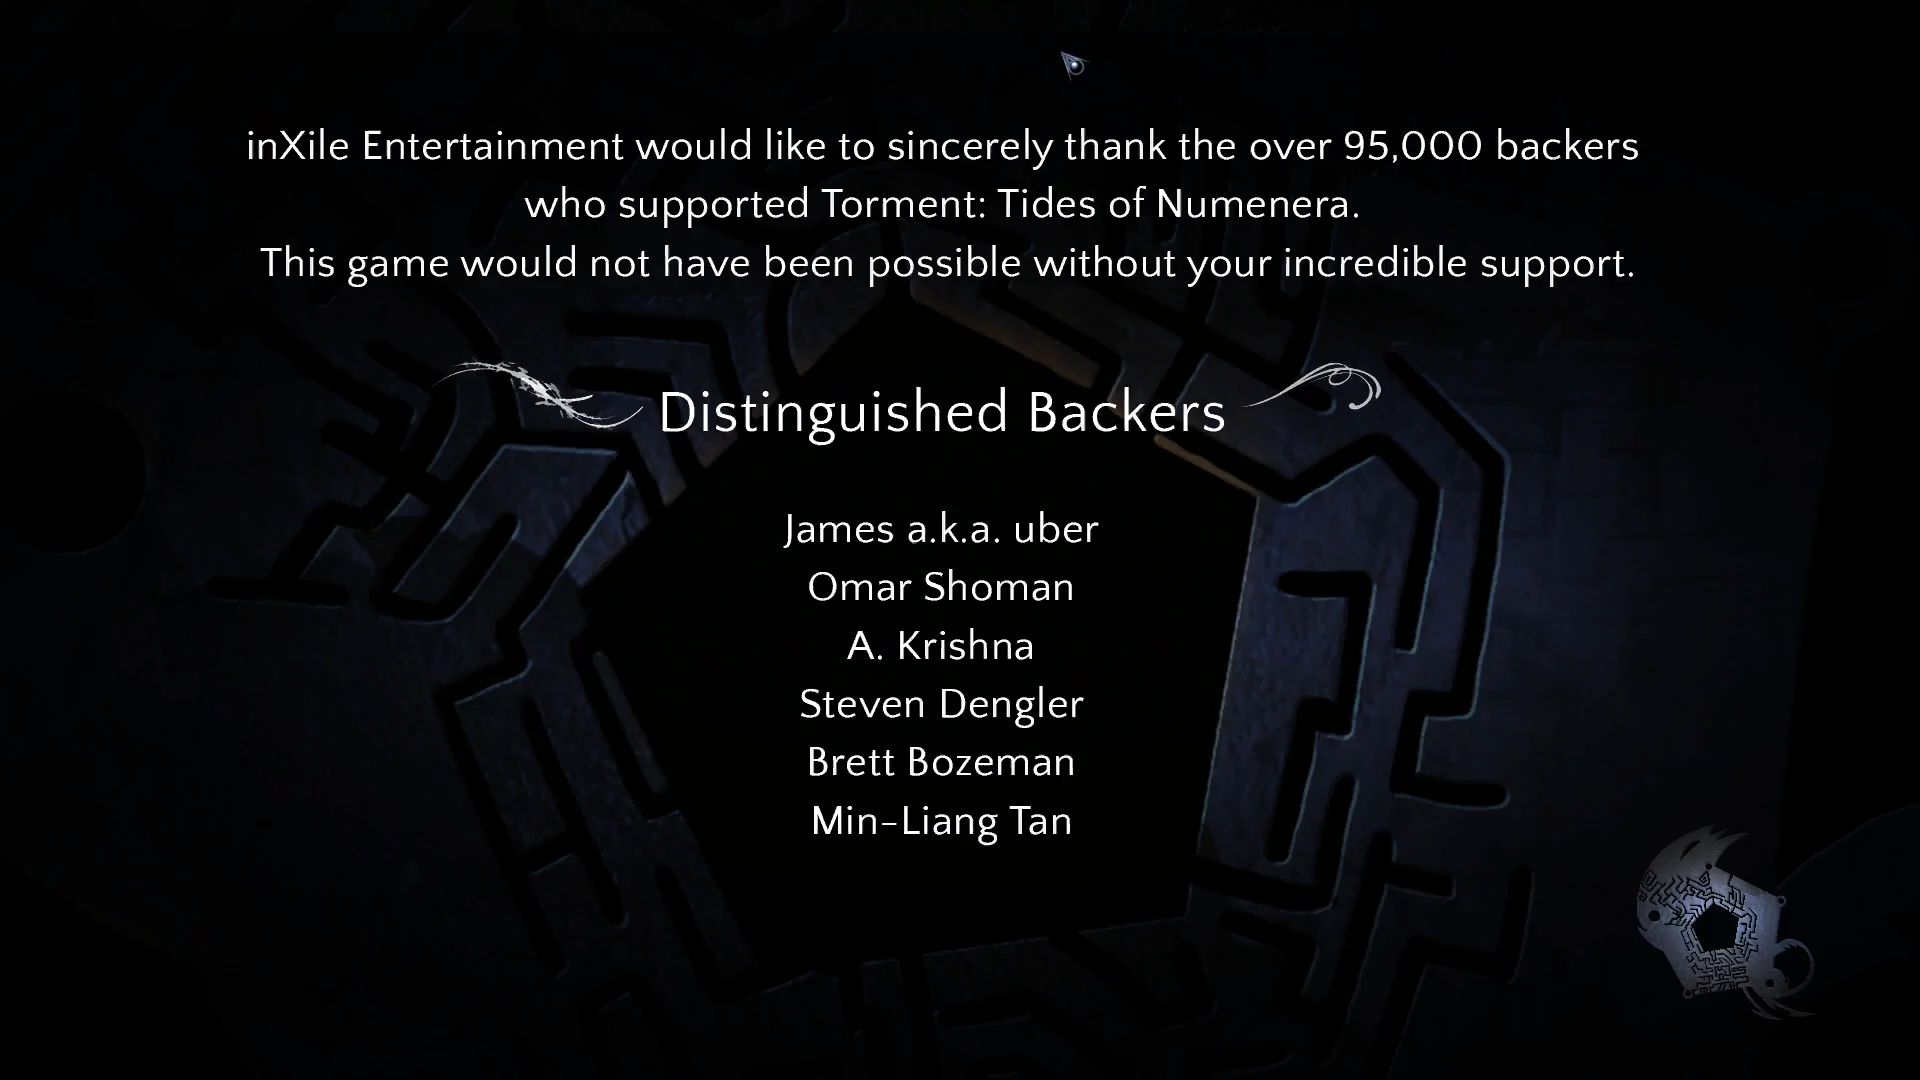 inXile Entertainment would like to sincerely thank the over 95,000 backers
who supported Torment: Tides of Numenera.
This game would not have been possible without your incredible support.
Distinguished Backers
James a.k.a. uber
Omar Shoman
A. Krishna
Steven Dengler
Brett Bozeman
Min-Liang Tan